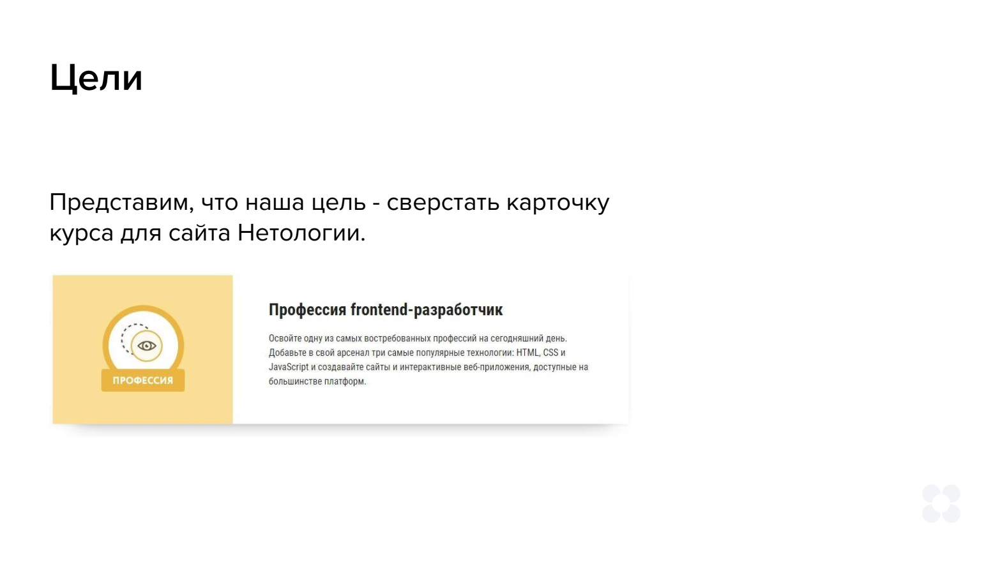 Цели
Представим, что наша цель - сверстать карточку
курса для сайта Нетологии.
ПРОФЕССИЯ
Профессия frontend-разработчик
Освойте одну из самых востребованных профессий на сегодняшний день.
Добавьте в свой арсенал три самые популярные технологии: HTML, CSS и
JavaScript и создавайте сайты и интерактивные веб-приложения, доступные на
большинстве платформ.